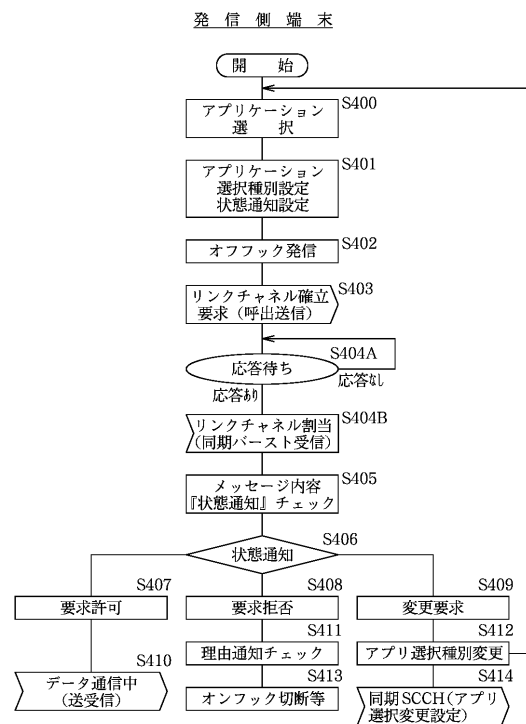 発信側端末
開始
S400
アプリケーション
選択
S401
アプリケーション
選択種別設定
状態通知設定
S402
オフフック発信
S403
リンクチャネル確立
要求(呼出送信)
S404A
応答待ち
応答なし
応答あり
S404B
リンクチャネル割当
(同期バースト受信)
S405
メッセージ内容
『状態通知』チェック
S406
状態通知
S407
要求許可
S408
要求拒否
S409
変更要求
S410
データ通信中
(送受信)
S411
理由通知チェック
S412
アプリ選択種別変更
S413
オンフック切断等
S414
同期SCCH(アプリ
選択変更設定)